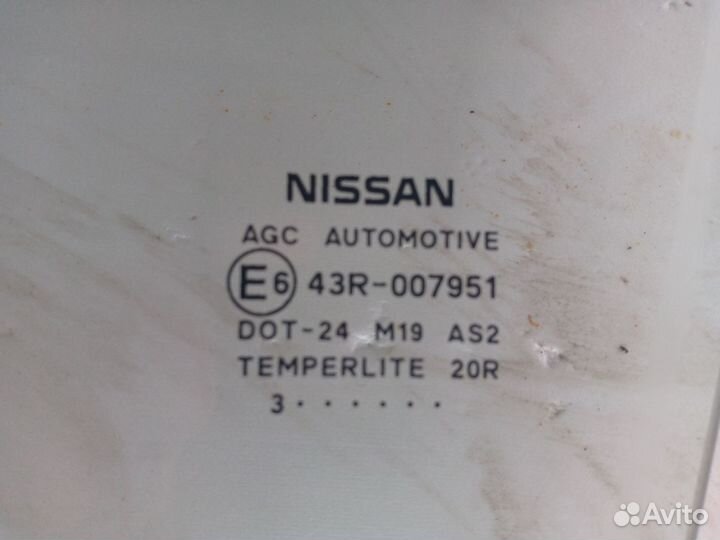 NISSAN
AGC AUTOMOTIVE
E6 43R-007951
DOT-24 M19 AS2
TEMPERLITE 20R
3 · · · · · ·
Avito